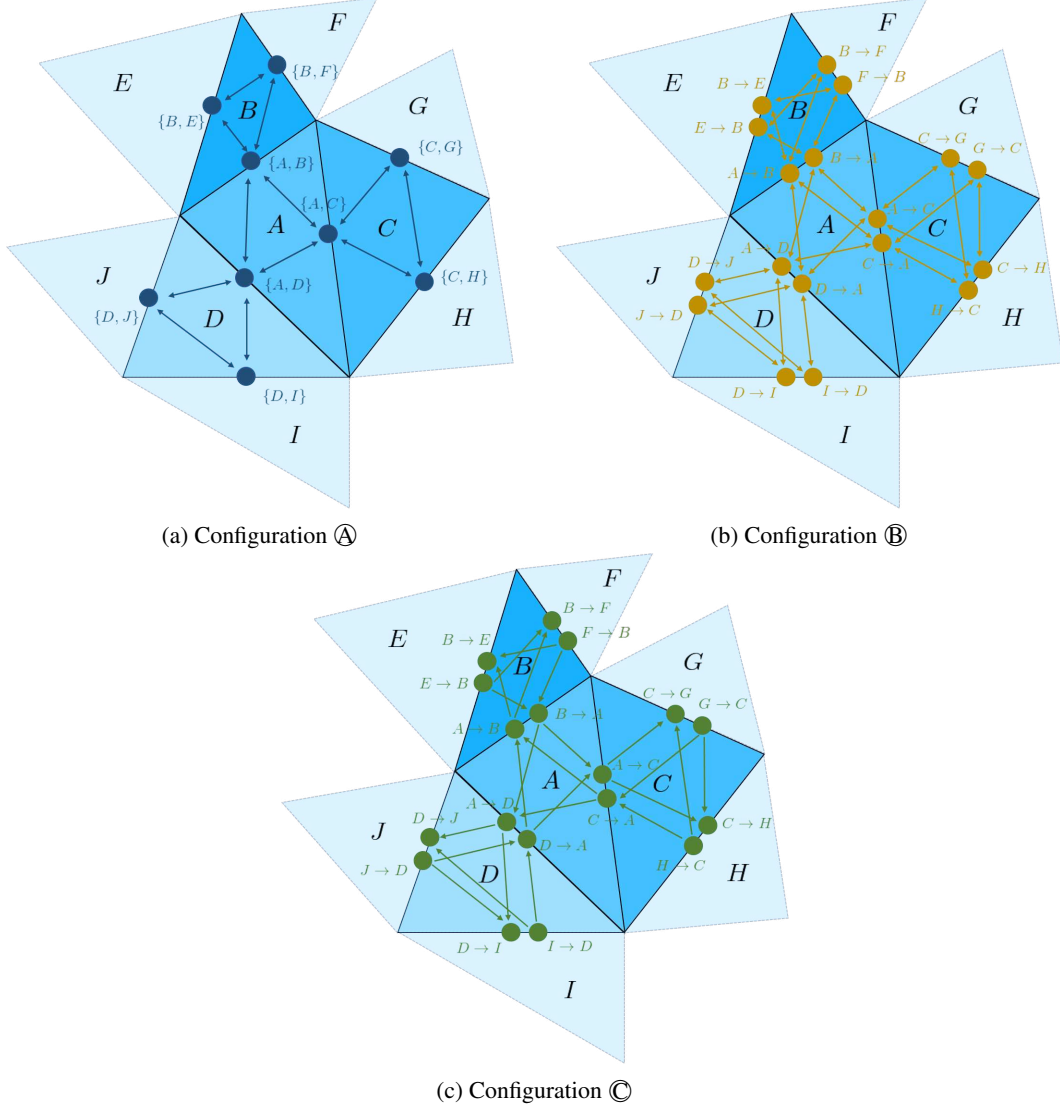 F
{B, F}
E
B
G
{B, E}
{C, G}
{A, B}
{A, C}
A
C
J
{A, D}
{C, H}
{D, J}
D
H
{D, I}
I
(a) Configuration Ⓐ
F
B → F
F → B
E
B → E
B
G
E → B
C → G
G → C
B → A
A → B
A → C
A
C
A → D
C → A
D → J
C → H
J
D → A
H → C
J → D
D
H
D → I
I → D
I
(b) Configuration Ⓑ
F
B → F
F → B
E
B → E
B
G
E → B
C → G
G → C
B → A
A → B
A → C
A
C
A → D
C → A
D → J
C → H
J
D → A
H → C
J → D
D
H
D → I
I → D
I
(c) Configuration Ⓒ